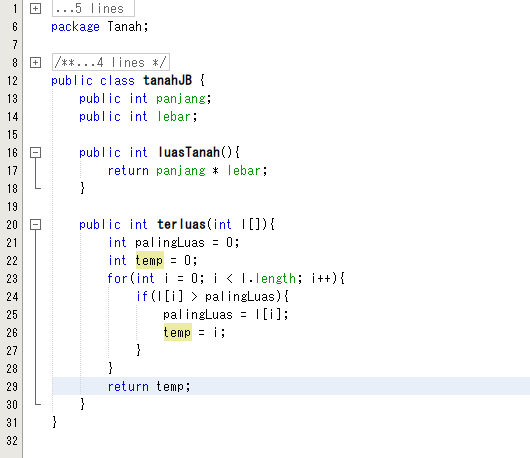 1 ...5 lines
6 package Tanah;
7
8 /**...4 lines */
12 public class tanahJB {
13 public int panjang;
14 public int lebar;
15
16 public int luasTanah(){
17 return panjang * lebar;
18 }
19
20 public int terluas(int l[]){
21 int palingLuas = 0;
22 int temp = 0;
23 for(int i = 0; i < l.length; i++){
24 if(l[i] > palingLuas){
25 palingLuas = l[i];
26 temp = i;
27 }
28 }
29 return temp;
30 }
31 }
32